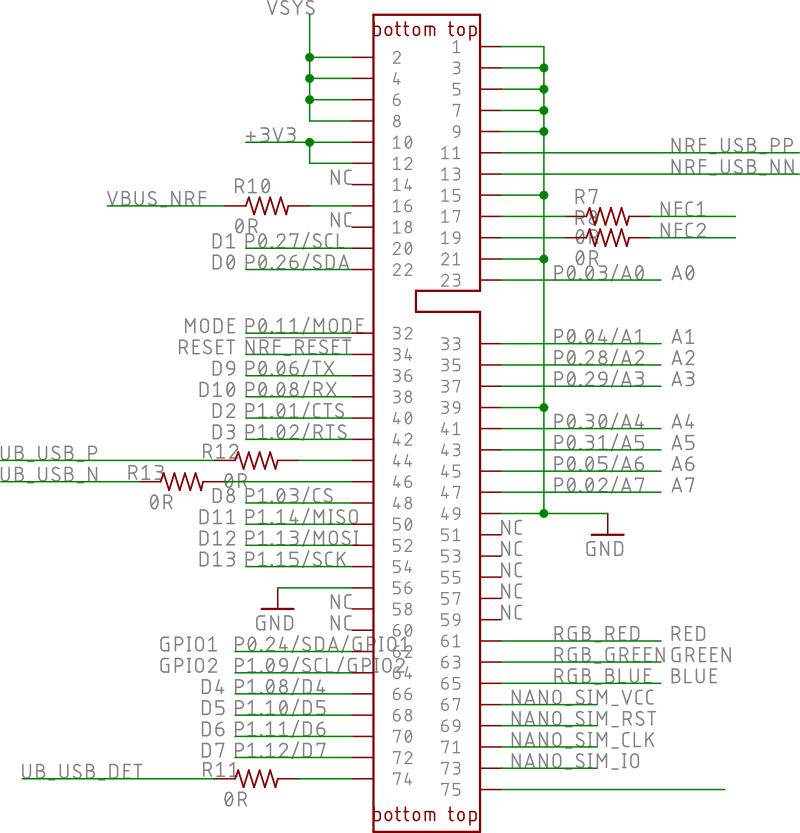 VSYS
bottom top
1
2
3
4
5
6
7
8
9
+3V3
10
11 NRF_USB_PP
12
13 NRF_USB_NN
NC 14
15
VBUS_NRF R10 0R 16
17 R7 0R NFC1
NC 18
19 R8 0R NFC2
D1 P0.27/SCL 20
21
D0 P0.26/SDA 22
23 P0.03/A0 A0
MODE P0.11/MODE 32
33 P0.04/A1 A1
RESET NRF_RESET 34
35 P0.28/A2 A2
D9 P0.06/TX 36
37 P0.29/A3 A3
D10 P0.08/RX 38
39
D2 P1.01/CTS 40
41 P0.30/A4 A4
D3 P1.02/RTS 42
43 P0.31/A5 A5
UB_USB_P R12 0R 44
45 P0.05/A6 A6
UB_USB_N R13 0R 46
47 P0.02/A7 A7
D8 P1.03/CS 48
49 GND
D11 P1.14/MISO 50
51 NC
D12 P1.13/MOSI 52
53 NC
D13 P1.15/SCK 54
55 NC
GND 56
57 NC
NC 58
59 NC
NC 60
61 RGB_RED RED
GPIO1 P0.24/SDA/GPIO1 62
63 RGB_GREEN GREEN
GPIO2 P1.09/SCL/GPIO2 64
65 RGB_BLUE BLUE
D4 P1.08/D4 66
67 NANO_SIM_VCC
D5 P1.10/D5 68
69 NANO_SIM_RST
D6 P1.11/D6 70
71 NANO_SIM_CLK
D7 P1.12/D7 72
73 NANO_SIM_IO
UB_USB_DET R11 0R 74
75
bottom top